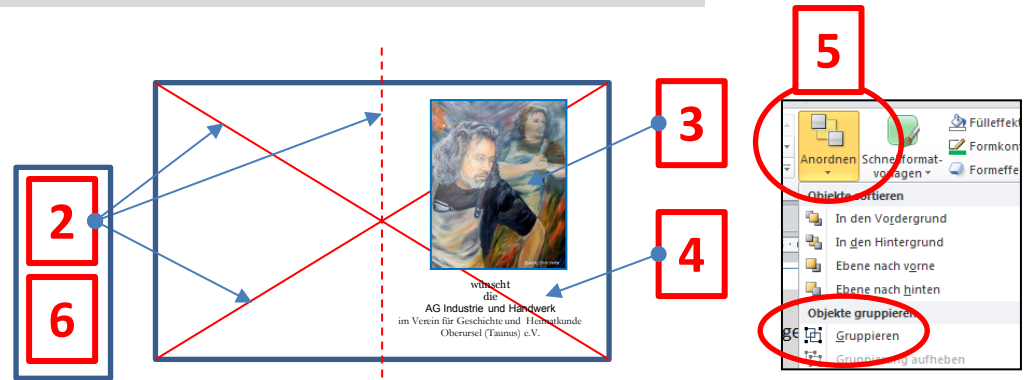 2
6
3
4
5
wünscht
die
AG Industrie und Handwerk
im Verein für Geschichte und Heimatkunde
Oberursel (Taunus) e.V.
Anordnen
Schnellformat-
vorlagen
Fülleffekt
Formkont
Formeffe
Objekte sortieren
In den Vordergrund
In den Hintergrund
Ebene nach vorne
Ebene nach hinten
Objekte gruppieren
ge
Gruppieren
Gruppierung aufheben